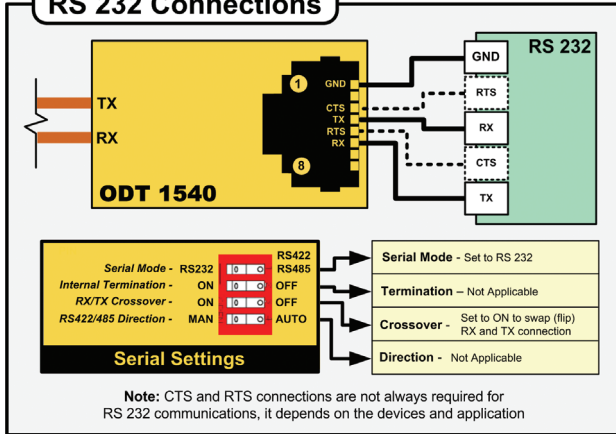 RS 232 Connections
TX
RX
ODT 1540
1
8
GND
CTS
TX
RTS
RX
RS 232
GND
RTS
RX
CTS
TX
RS422
Serial Mode - RS232 RS485
Internal Termination - ON OFF
RX/TX Crossover - ON OFF
RS422/485 Direction - MAN AUTO
Serial Settings
Serial Mode - Set to RS 232
Termination – Not Applicable
Crossover - Set to ON to swap (flip)
RX and TX connection
Direction - Not Applicable
Note: CTS and RTS connections are not always required for
RS 232 communications, it depends on the devices and application